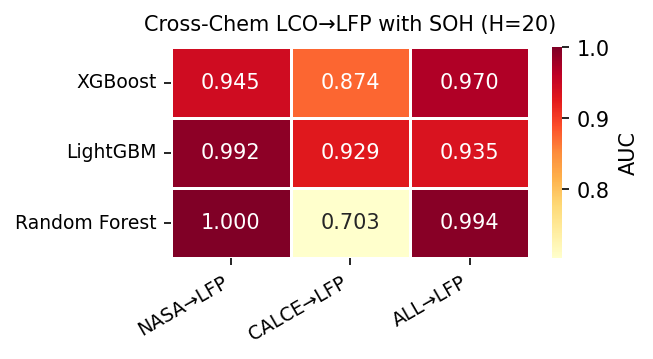 Cross-Chem LCO→LFP with SOH (H=20)
XGBoost 0.945 0.874 0.970
LightGBM 0.992 0.929 0.935
Random Forest 1.000 0.703 0.994
NASA→LFP CALCE→LFP ALL→LFP
1.0
0.9
0.8
AUC